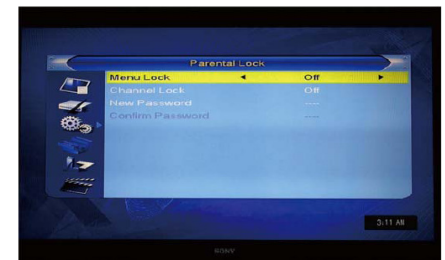 Parental Lock
Menu Lock ◄ Off ►
Channel Lock Off
New Password ----
Confirm Password ----
5:11 AM
SONY